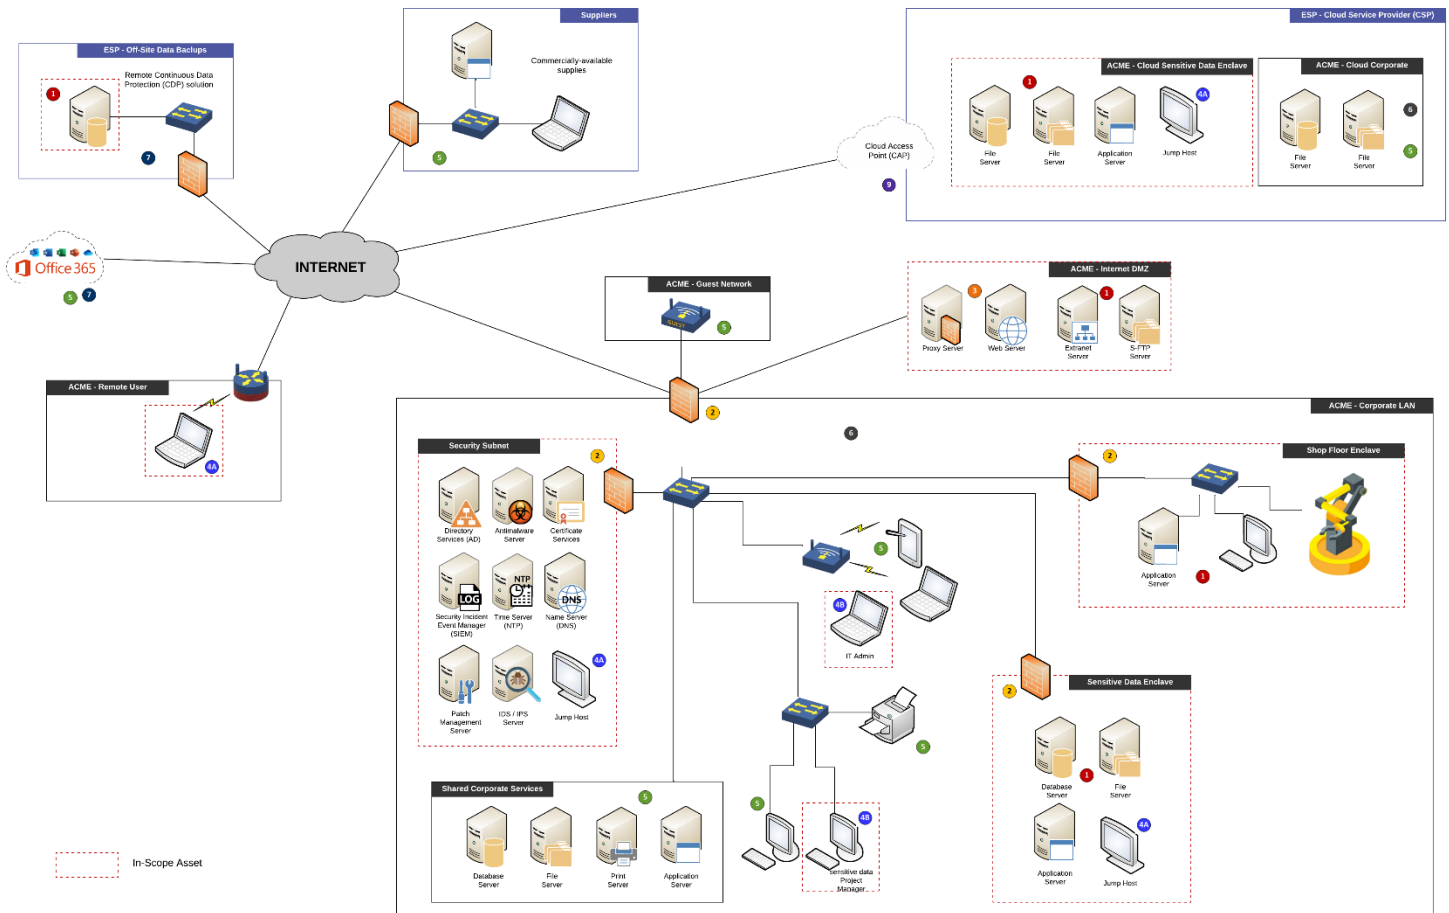 Suppliers
ESP - Cloud Service Provider (CSP)
ESP - Off-Site Data Baclups
Remote Continuous Data
Protection (CDP) solution
1
7
Commercially-available
supplies
5
ACME - Cloud Sensitive Data Enclave
1
4A
File
Server
File
Server
Application
Server
Jump Host
ACME - Cloud Corporate
6
5
File
Server
File
Server
Cloud Access
Point (CAP)
9
Office 365
5
7
INTERNET
ACME - Guest Network
GUEST
5
ACME - Internet DMZ
3
1
Proxy Server
Web Server
Extranet
Server
S-FTP
Server
ACME - Remote User
4A
2
ACME - Corporate LAN
6
Security Subnet
2
Directory
Services (AD)
Antimalware
Server
Certificate
Services
LOG
NTP
DNS
Security Incident
Event Manager
(SIEM)
Time Server
(NTP)
Name Server
(DNS)
4A
Patch
Management
Server
IDS / IPS
Server
Jump Host
5
4B
IT Admin
2
Shop Floor Enclave
Application
Server
1
5
2
Sensitive Data Enclave
Database
Server
1
File
Server
4A
Application
Server
Jump Host
Shared Corporate Services
5
Database
Server
File
Server
Print
Server
Application
Server
5
4B
Sensitive data
Project
Manager
In-Scope Asset